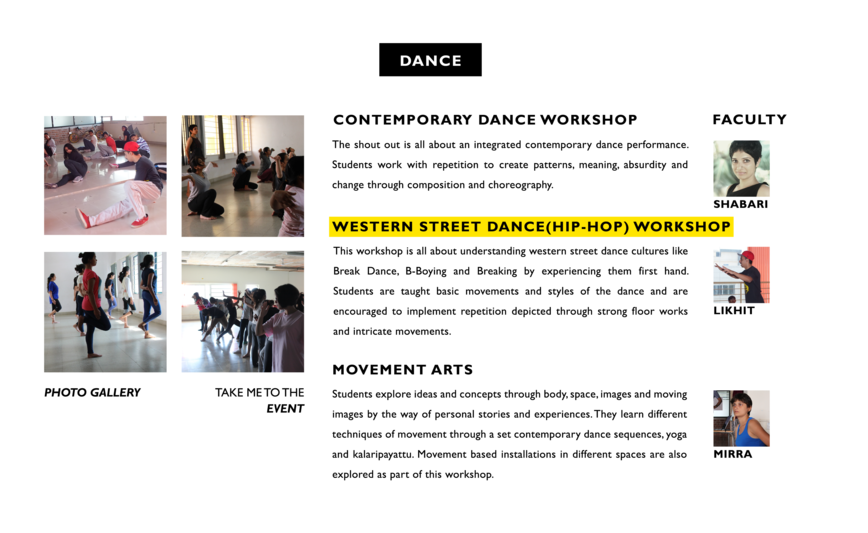 DANCE
CONTEMPORARY DANCE WORKSHOP
The shout out is all about an integrated contemporary dance performance.
Students work with repetition to create patterns, meaning, absurdity and
change through composition and choreography.
WESTERN STREET DANCE(HIP-HOP) WORKSHOP
This workshop is all about understanding western street dance cultures like
Break Dance, B-Boying and Breaking by experiencing them first hand.
Students are taught basic movements and styles of the dance and are
encouraged to implement repetition depicted through strong floor works
and intricate movements.
MOVEMENT ARTS
Students explore ideas and concepts through body, space, images and moving
images by the way of personal stories and experiences. They learn different
techniques of movement through a set contemporary dance sequences, yoga
and kalaripayattu. Movement based installations in different spaces are also
explored as part of this workshop.
FACULTY
SHABARI
LIKHIT
MIRRA
PHOTO GALLERY
TAKE ME TO THE
EVENT